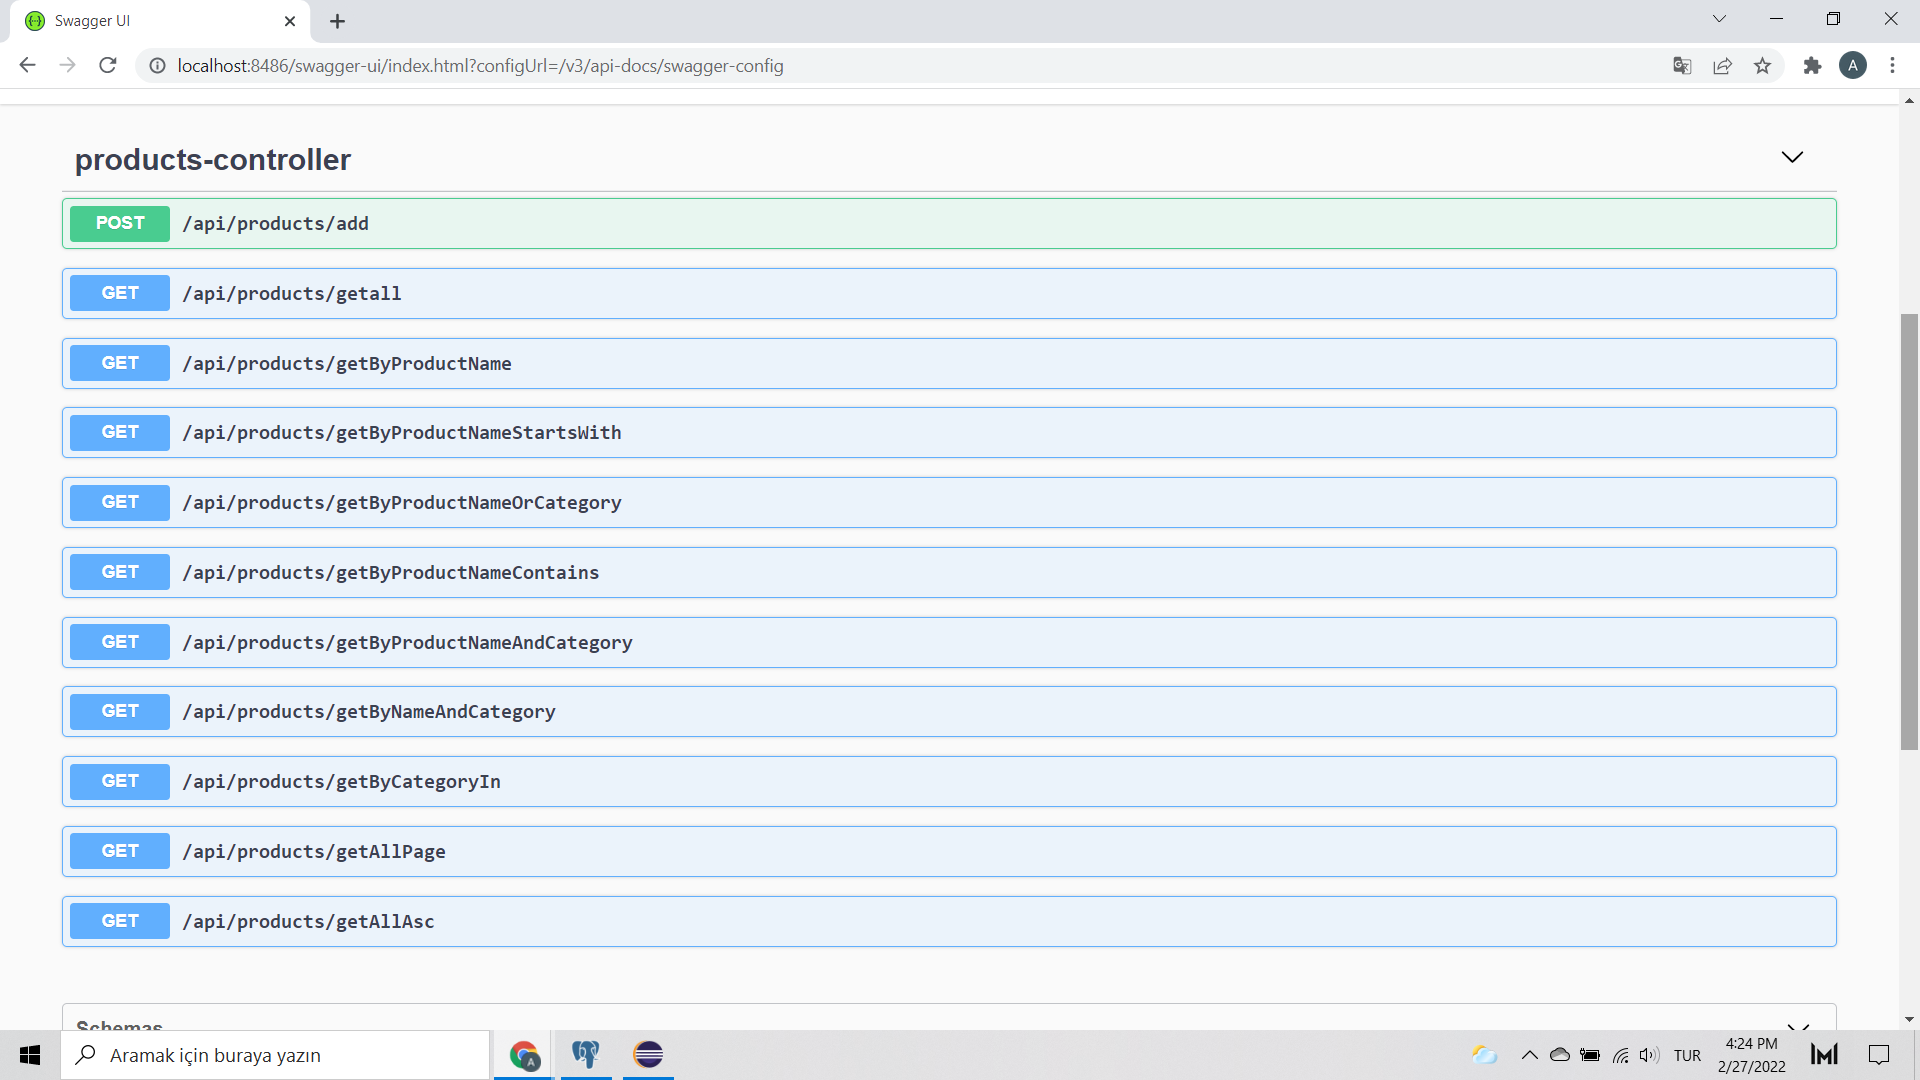 Swagger UI
localhost:8486/swagger-ui/index.html?configUrl=/v3/api-docs/swagger-config
A
products-controller
POST /api/products/add
GET /api/products/getall
GET /api/products/getByProductName
GET /api/products/getByProductNameStartsWith
GET /api/products/getByProductNameOrCategory
GET /api/products/getByProductNameContains
GET /api/products/getByProductNameAndCategory
GET /api/products/getByNameAndCategory
GET /api/products/getByCategoryIn
GET /api/products/getAllPage
GET /api/products/getAllAsc
Schemas
Aramak için buraya yazın
A
TUR
4:24 PM
2/27/2022